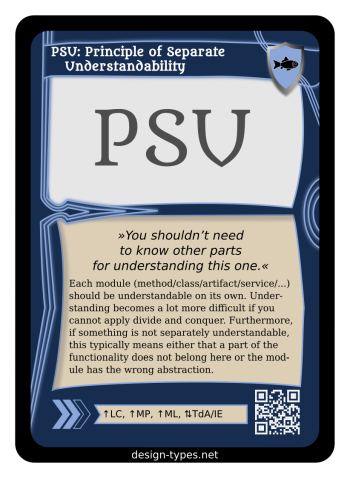 PSU: Principle of Separate
Understandability
PSU
»You shouldn’t need
to know other parts
for understanding this one.«
Each module (method/class/artifact/service/...)
should be understandable on its own. Under-
standing becomes a lot more difficult if you
cannot apply divide and conquer. Furthermore,
if something is not separately understandable,
this typically means either that a part of the
functionality does not belong here or the mod-
ule has the wrong abstraction.
↑LC, ↑MP, ↑ML, ⇅TdA/IE
design-types.net